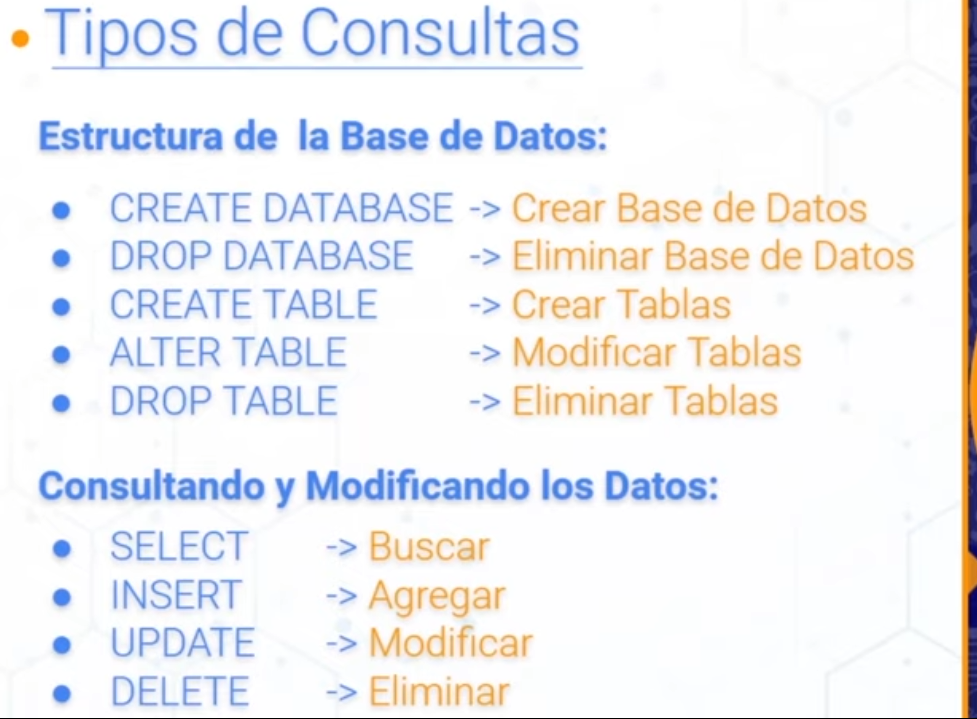 • Tipos de Consultas
Estructura de la Base de Datos:
● CREATE DATABASE -> Crear Base de Datos
● DROP DATABASE -> Eliminar Base de Datos
● CREATE TABLE -> Crear Tablas
● ALTER TABLE -> Modificar Tablas
● DROP TABLE -> Eliminar Tablas
Consultando y Modificando los Datos:
● SELECT -> Buscar
● INSERT -> Agregar
● UPDATE -> Modificar
● DELETE -> Eliminar